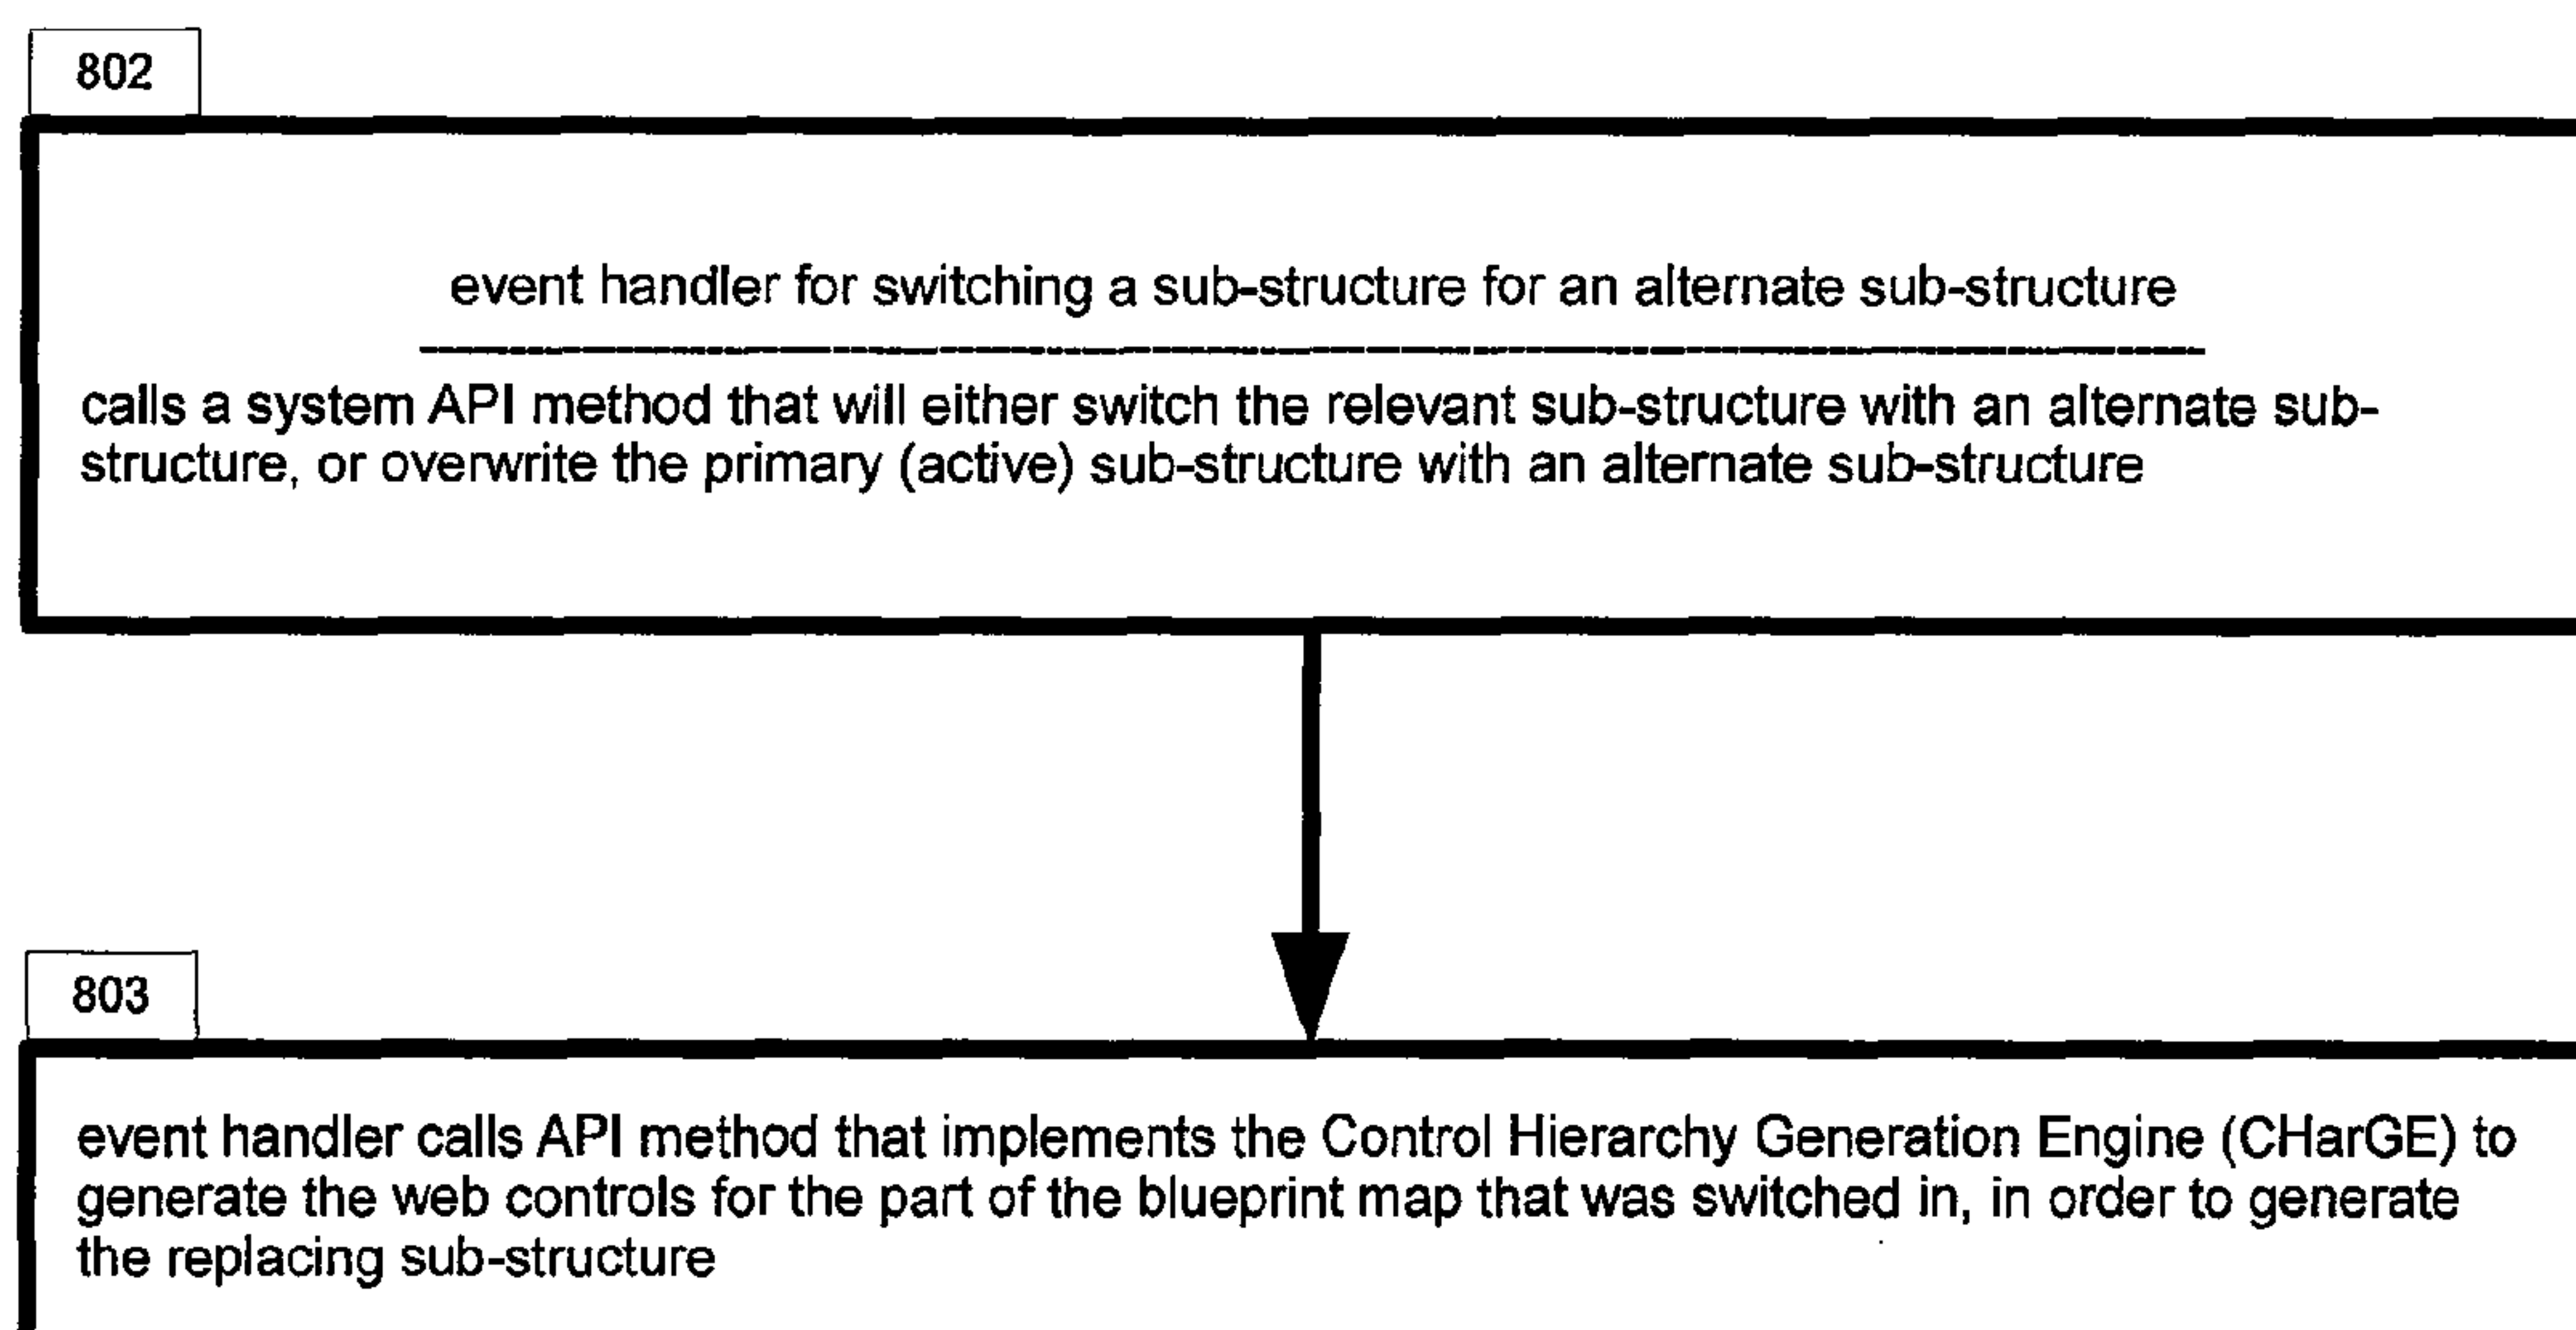 802
event handler for switching a sub-structure for an alternate sub-structure
calls a system API method that will either switch the relevant sub-structure with an alternate sub-
structure, or overwrite the primary (active) sub-structure with an alternate sub-structure
803
event handler calls API method that implements the Control Hierarchy Generation Engine (CHarGE) to
generate the web controls for the part of the blueprint map that was switched in, in order to generate
the replacing sub-structure